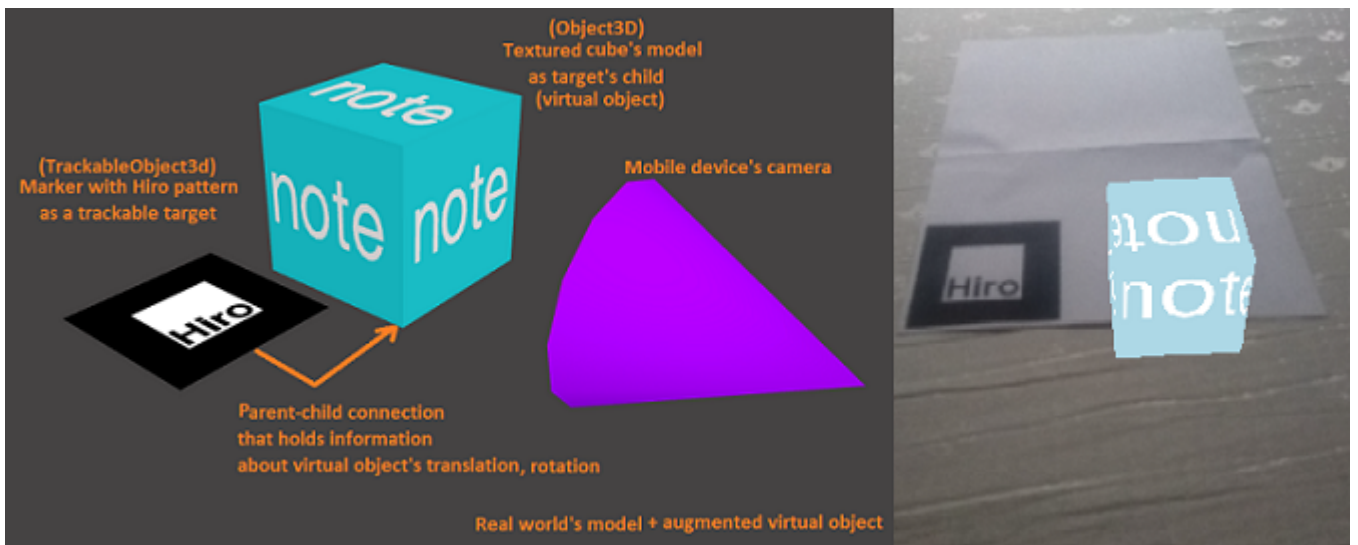 (Object3D)
Textured cube's model
as target's child
(virtual object)
note
note
note
(TrackableObject3d)
Marker with Hiro pattern
as a trackable target
Hiro
Mobile device's camera
Parent-child connection
that holds information
about virtual object's translation, rotation
Real world's model + augmented virtual object
note
note
Hiro